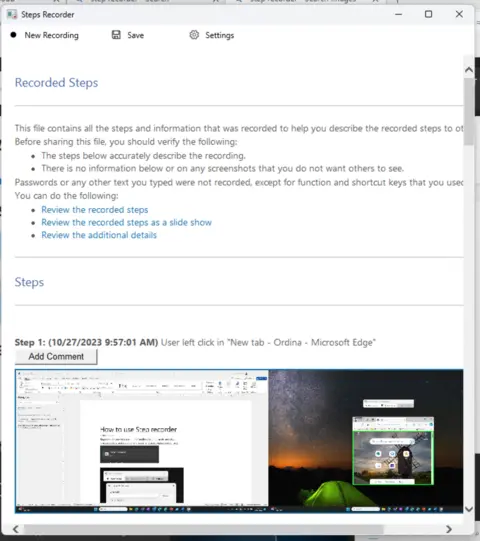 Steps Recorder
New Recording Save Settings
Recorded Steps
This file contains all the steps and information that was recorded to help you describe the recorded steps to ot
Before sharing this file, you should verify the following:
The steps below accurately describe the recording.
There is no information below or on any screenshots that you do not want others to see.
Passwords or any other text you typed were not recorded, except for function and shortcut keys that you used
You can do the following:
Review the recorded steps
Review the recorded steps as a slide show
Review the additional details
Steps
Step 1: (10/27/2023 9:57:01 AM) User left click in "New tab - Ordina - Microsoft Edge"
Add Comment
How to use Step recorder